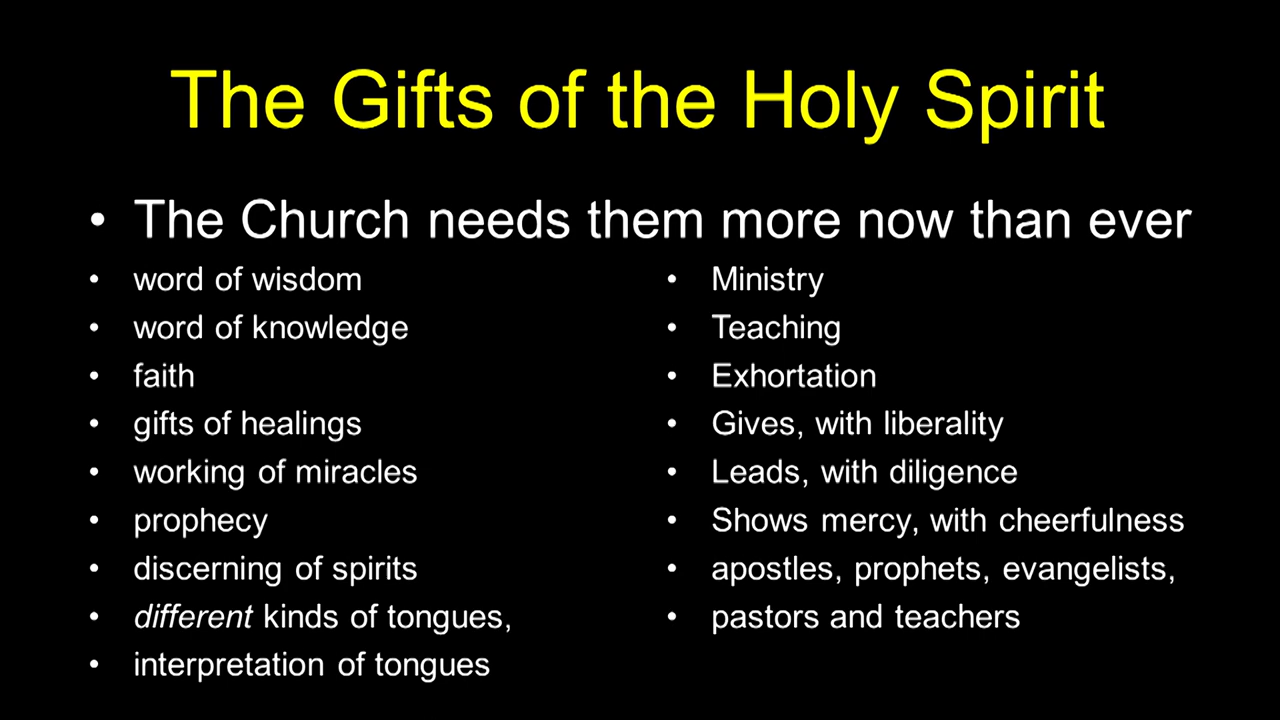 The Gifts of the Holy Spirit
• The Church needs them more now than ever
• word of wisdom
• word of knowledge
• faith
• gifts of healings
• working of miracles
• prophecy
• discerning of spirits
• different kinds of tongues,
• interpretation of tongues
• Ministry
• Teaching
• Exhortation
• Gives, with liberality
• Leads, with diligence
• Shows mercy, with cheerfulness
• apostles, prophets, evangelists,
• pastors and teachers